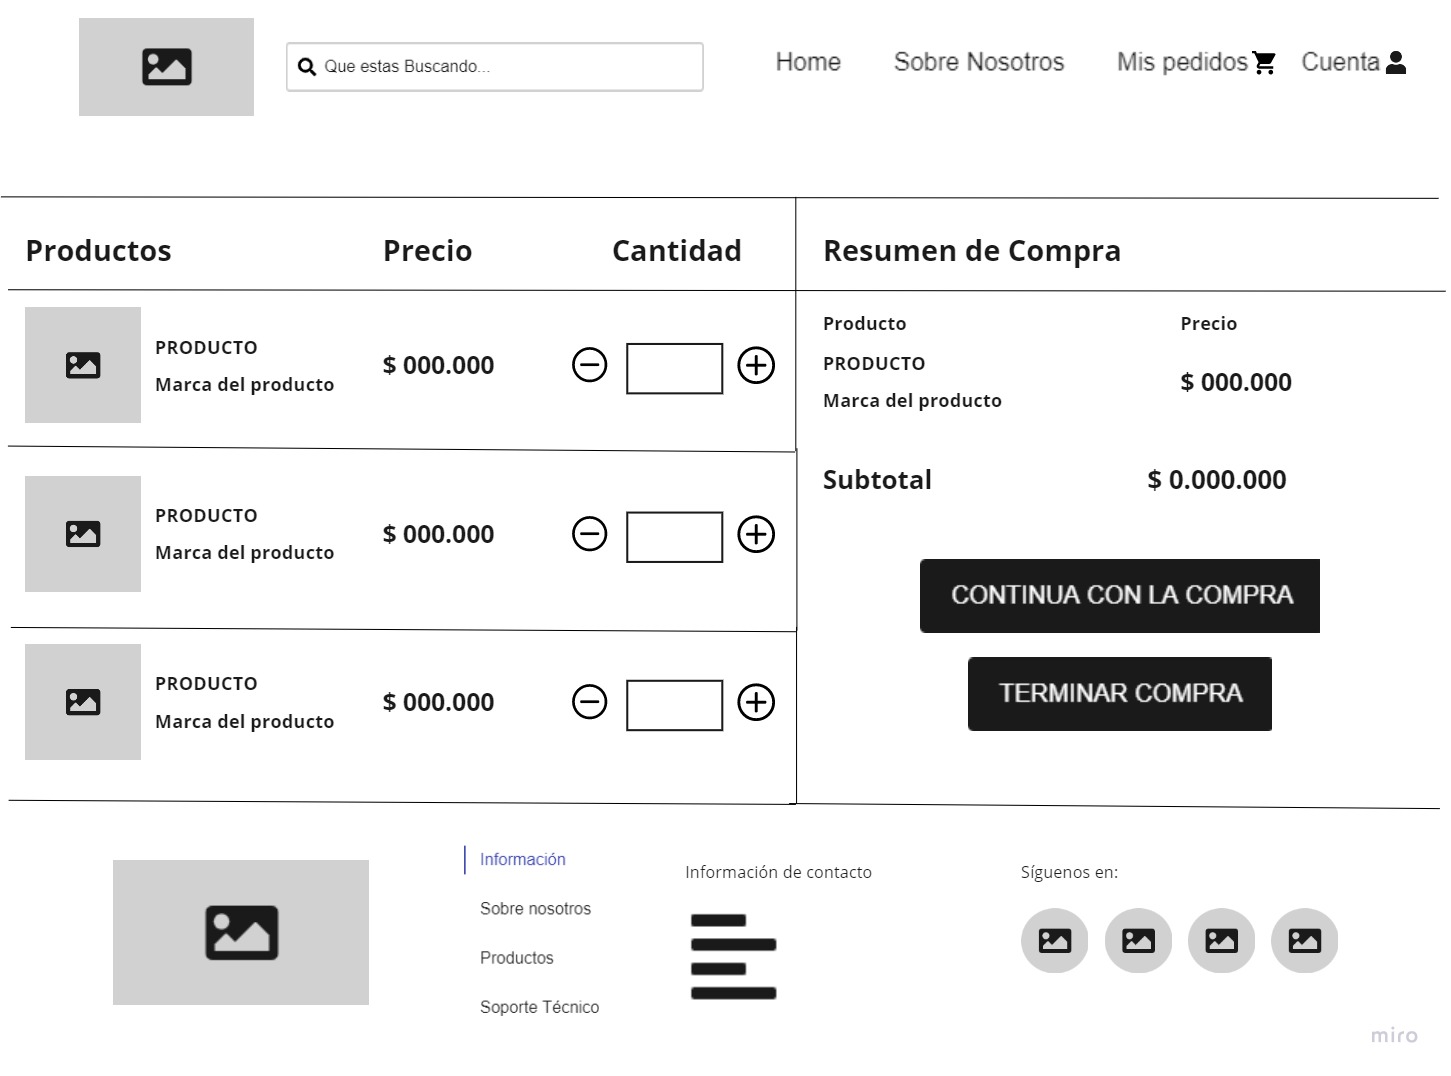 Que estas Buscando...
Home
Sobre Nosotros
Mis pedidos
Cuenta
Productos
Precio
Cantidad
Resumen de Compra
PRODUCTO
Marca del producto
$ 000.000
PRODUCTO
Marca del producto
$ 000.000
PRODUCTO
Marca del producto
$ 000.000
Producto
Precio
PRODUCTO
Marca del producto
$ 000.000
Subtotal
$ 0.000.000
CONTINUA CON LA COMPRA
TERMINAR COMPRA
Información
Sobre nosotros
Productos
Soporte Técnico
Información de contacto
Síguenos en:
miro